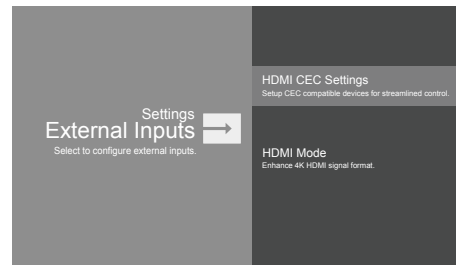 Settings
External Inputs
Select to configure external inputs.
HDMI CEC Settings
Setup CEC compatible devices for streamlined control.
HDMI Mode
Enhance 4K HDMI signal format.